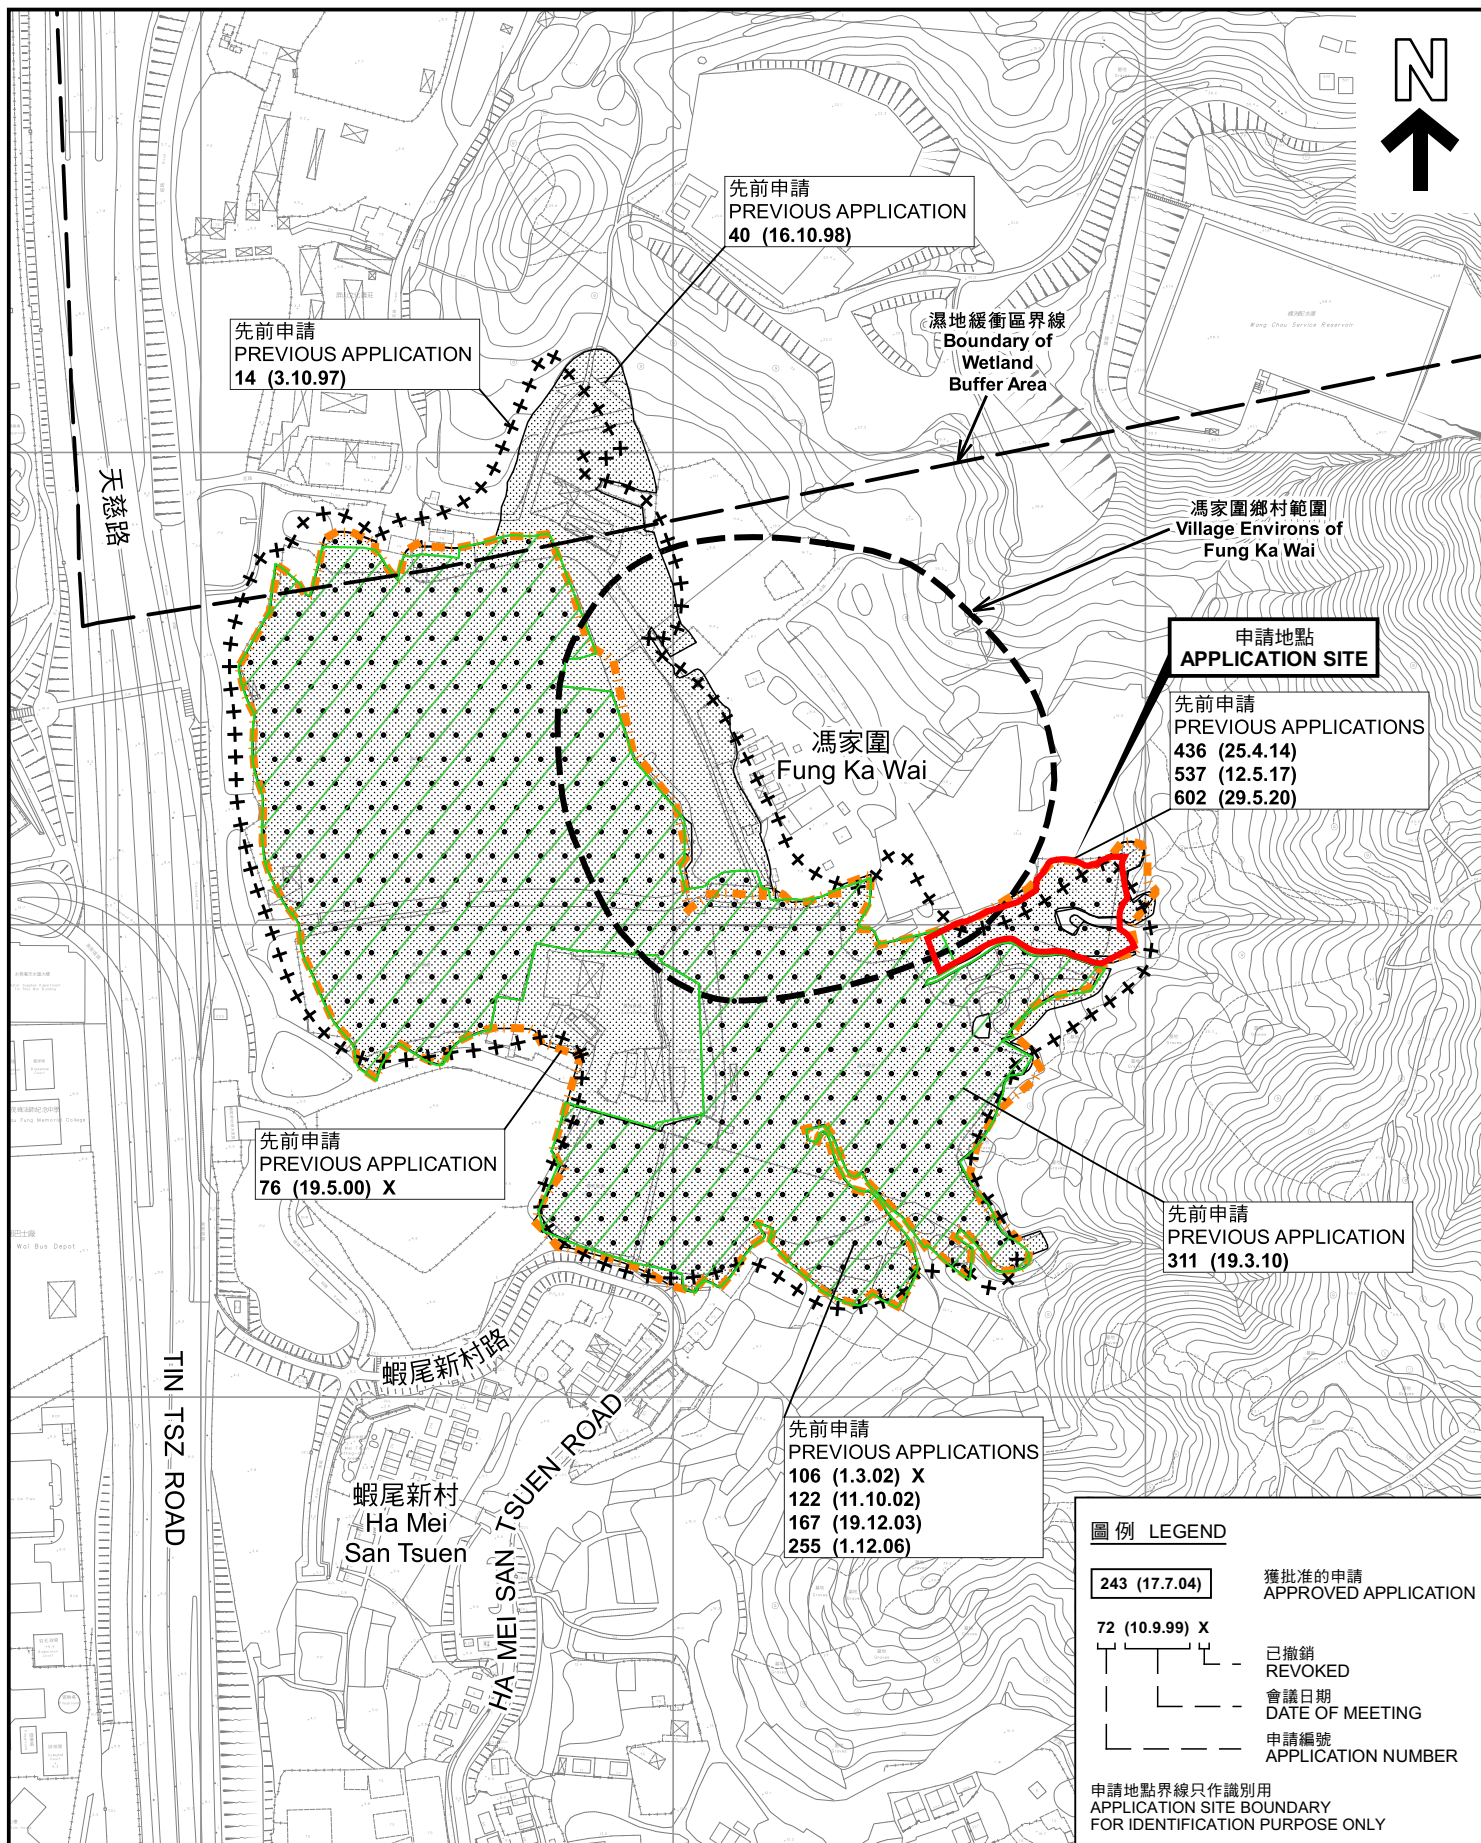 N
先前申請
PREVIOUS APPLICATION
40 (16.10.98)
先前申請
PREVIOUS APPLICATION
14 (3.10.97)
濕地緩衝區界線
Boundary of
Wetland
Buffer Area
Wang Chau Service Reservoir
天慈路
馮家圍鄉村範圍
Village Environs of
Fung Ka Wai
申請地點
APPLICATION SITE
先前申請
PREVIOUS APPLICATIONS
436 (25.4.14)
537 (12.5.17)
602 (29.5.20)
馮家圍
Fung Ka Wai
先前申請
PREVIOUS APPLICATION
76 (19.5.00) X
先前申請
PREVIOUS APPLICATION
311 (19.3.10)
Wai Bus Depot
蝦尾新村路
TIN TSZ ROAD
HA MEI SAN TSUEN ROAD
蝦尾新村
Ha Mei
San Tsuen
先前申請
PREVIOUS APPLICATIONS
106 (1.3.02) X
122 (11.10.02)
167 (19.12.03)
255 (1.12.06)
圖例 LEGEND
243 (17.7.04)
獲批准的申請
APPROVED APPLICATION
72 (10.9.99) X
已撤銷
REVOKED
會議日期
DATE OF MEETING
申請編號
APPLICATION NUMBER
申請地點界線只作識別用
APPLICATION SITE BOUNDARY
FOR IDENTIFICATION PURPOSE ONLY